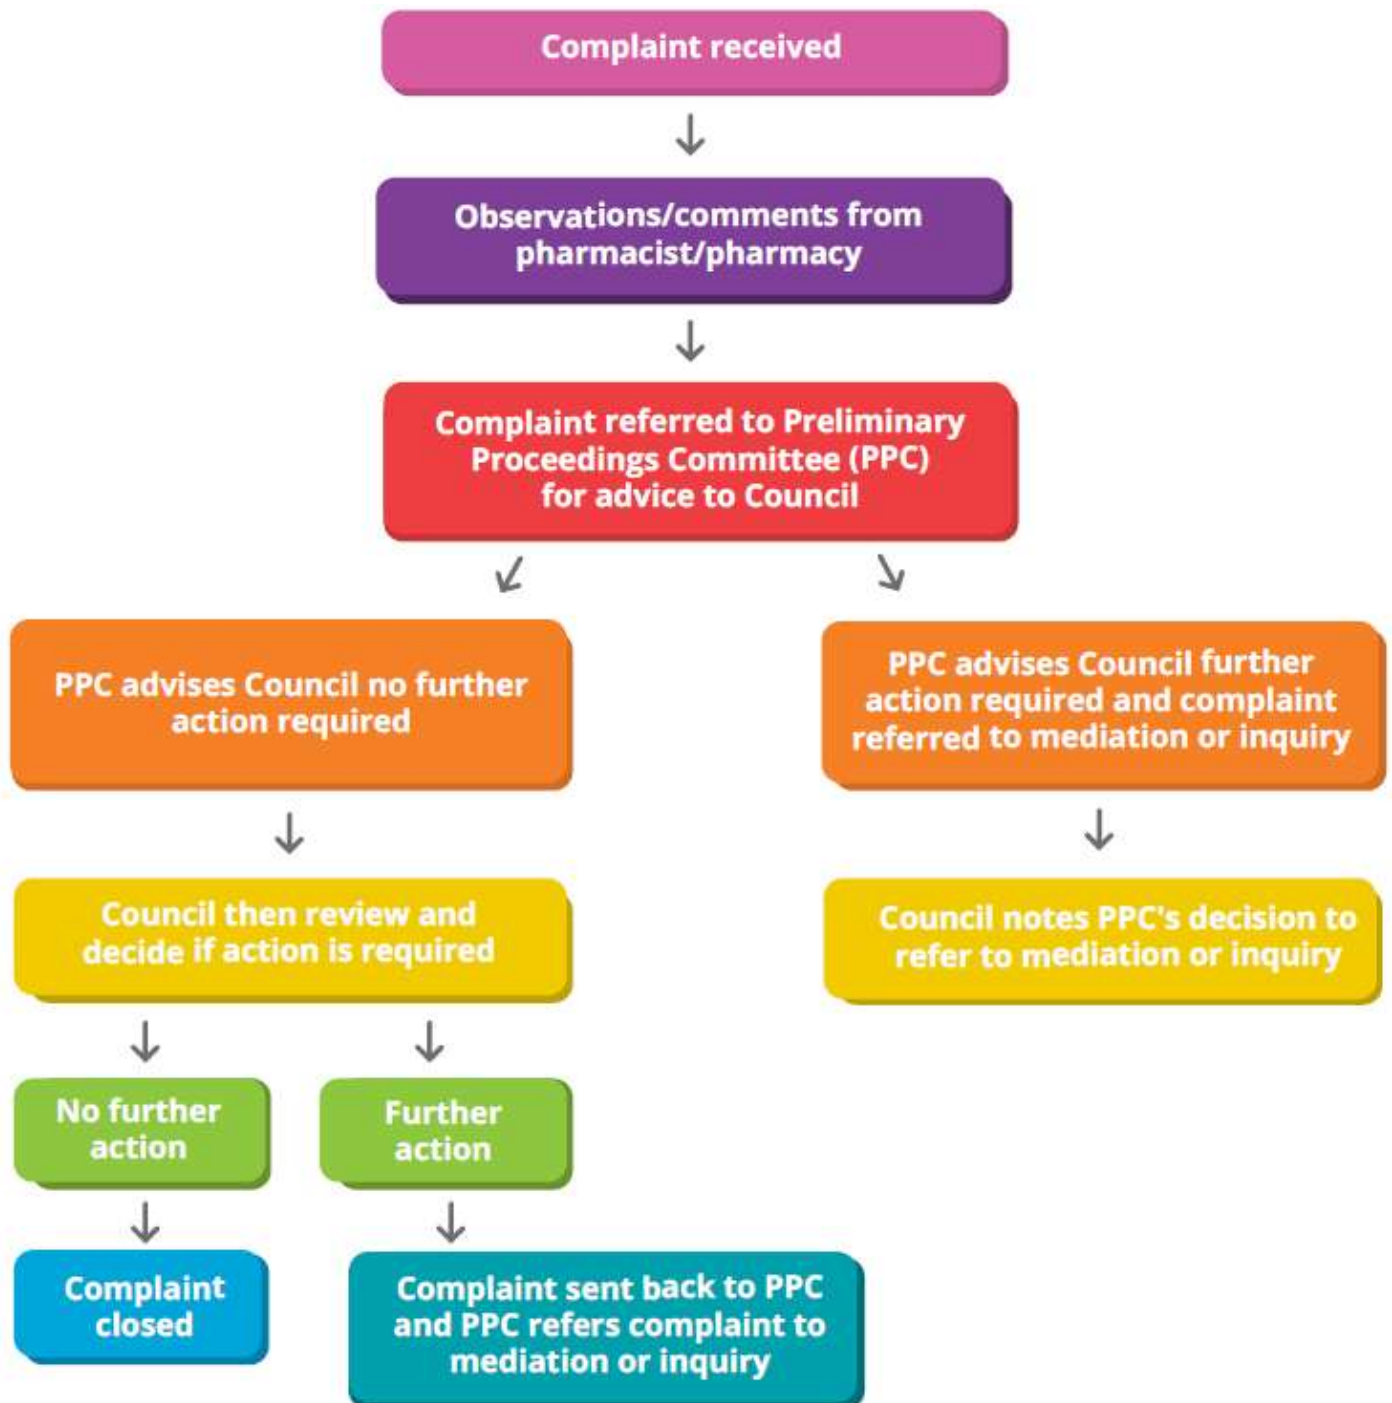 Complaint received
Observations/comments from
pharmacist/pharmacy
Complaint referred to Preliminary
Proceedings Committee (PPC)
for advice to Council
PPC advises Council no further
action required
PPC advises Council further
action required and complaint
referred to mediation or inquiry
Council then review and
decide if action is required
Council notes PPC's decision to
refer to mediation or inquiry
No further
action
Further
action
Complaint
closed
Complaint sent back to PPC
and PPC refers complaint to
mediation or inquiry